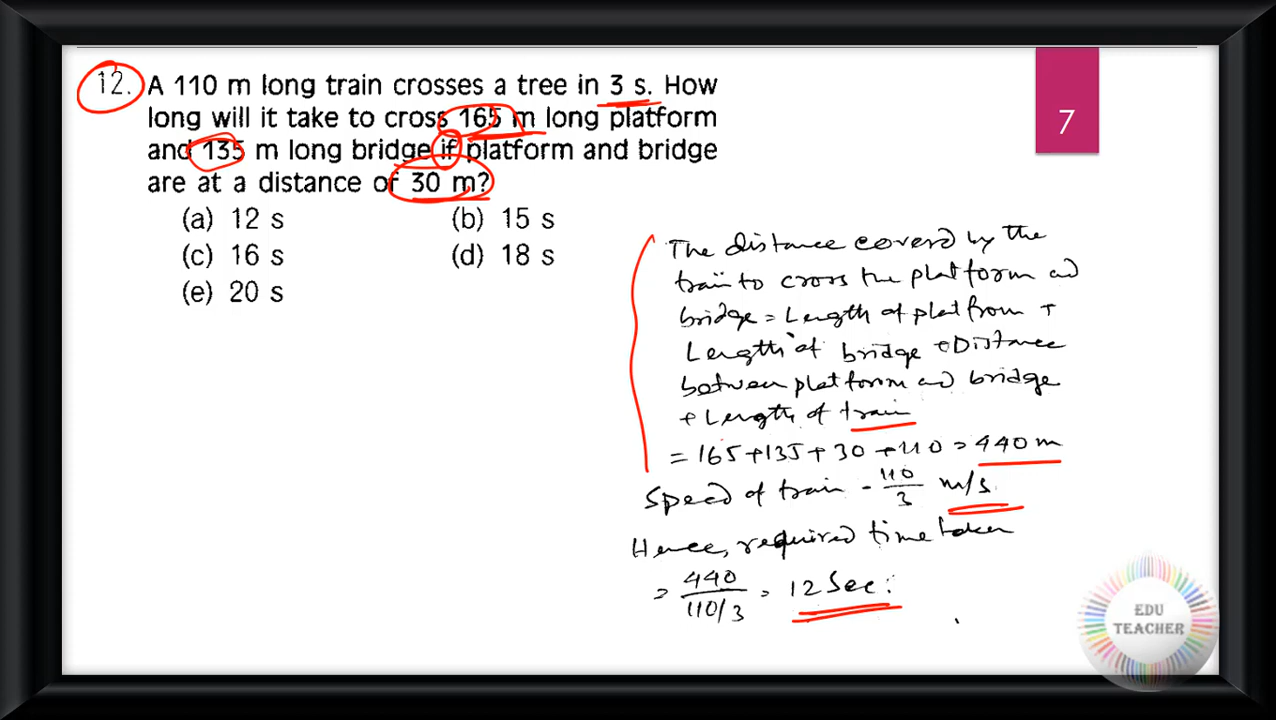 7
12. A 110 m long train crosses a tree in 3 s. How
long will it take to cross 165 m long platform
and 135 m long bridge if platform and bridge
are at a distance of 30 m?
(a) 12 s (b) 15 s
(c) 16 s (d) 18 s
(e) 20 s
The distance coverd by the
train to cross the platform ad
bridge = Length of platfrom +
Length of bridge + Distance
between platform ad bridge
+ Length of train
= 165+135+30+110 = 440 m
Speed of train - 110/3 m/s
Hence, required time taken
= 440/110/3 = 12 Sec.
EDU
TEACHER